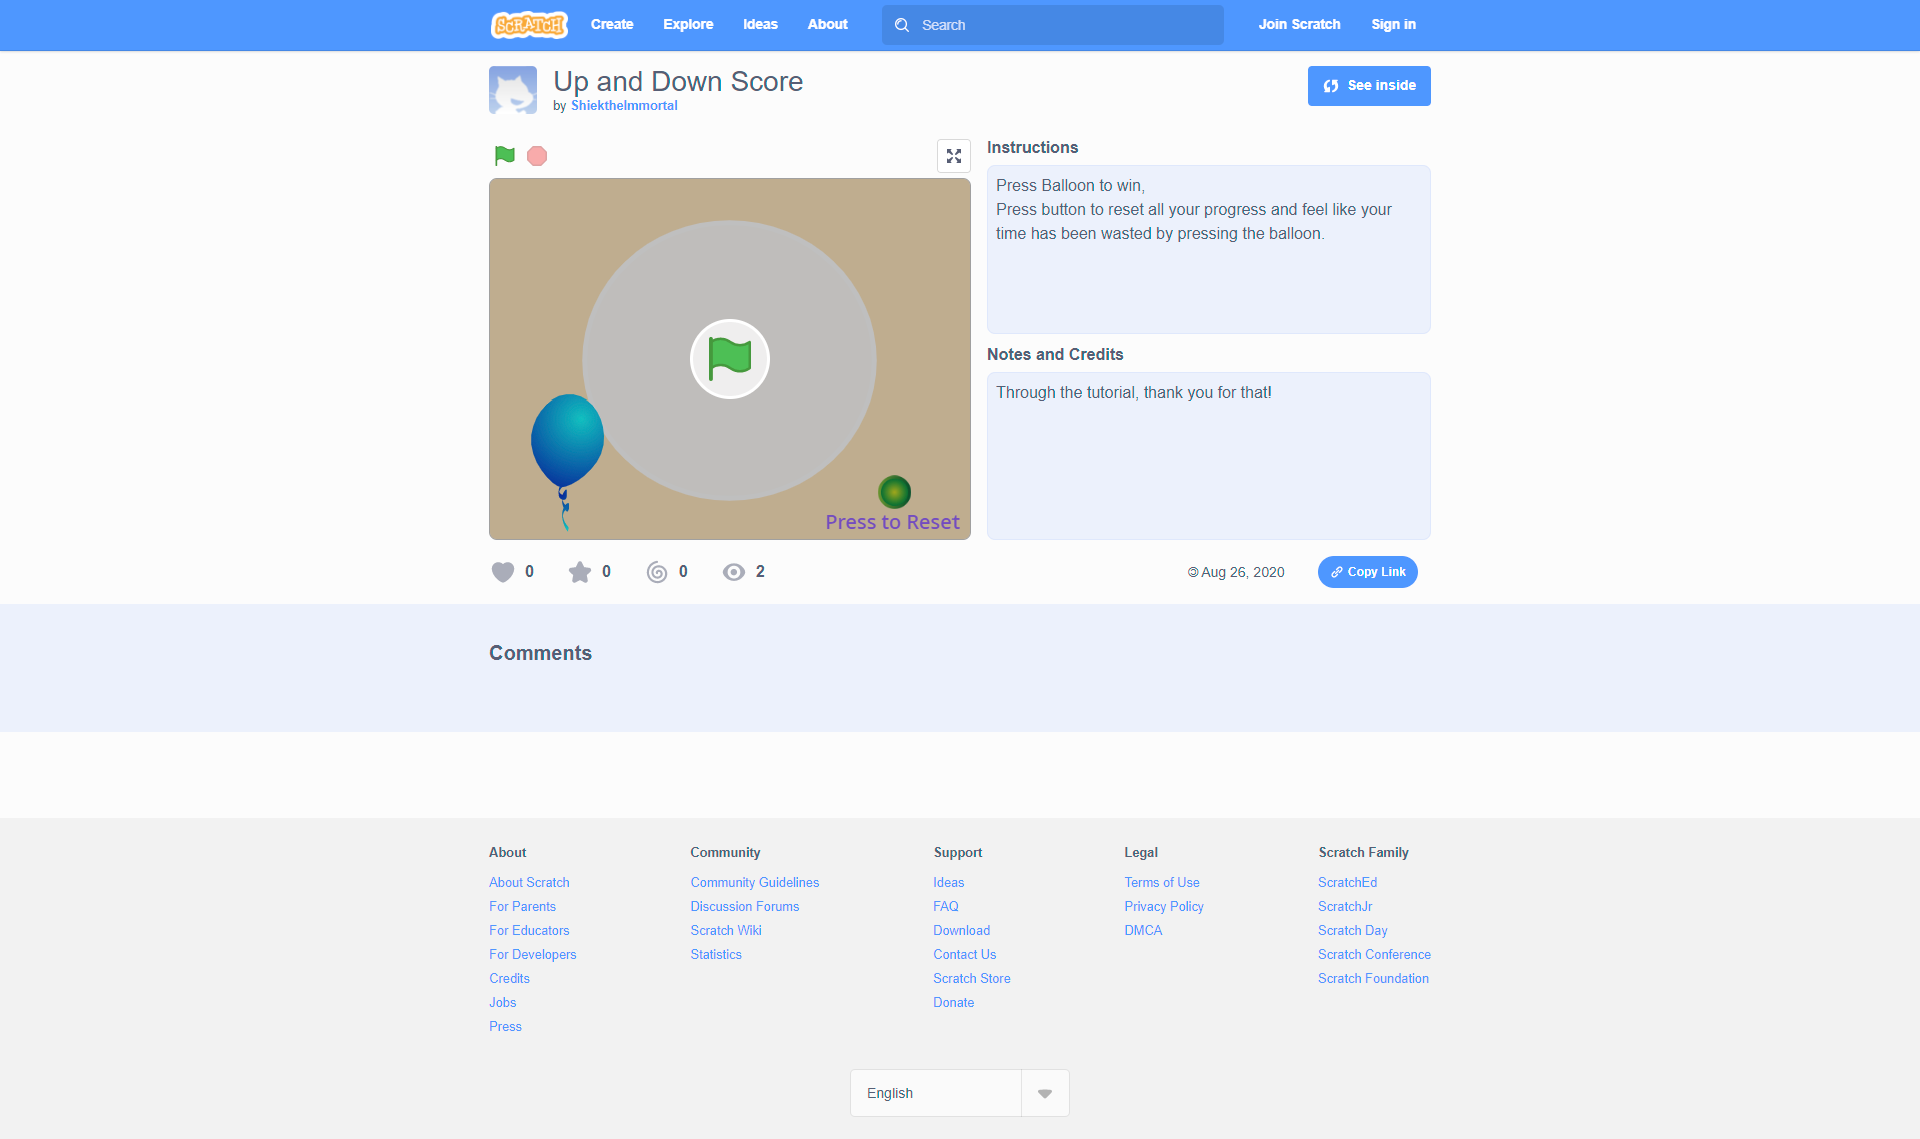 SCRATCH Create Explore Ideas About Search Join Scratch Sign in
Up and Down Score
by ShiektheImmortal
See inside
Instructions
Press Balloon to win,
Press button to reset all your progress and feel like your
time has been wasted by pressing the balloon.
Press to Reset
Notes and Credits
Through the tutorial, thank you for that!
0 0 0 2
© Aug 26, 2020
Copy Link
Comments
About
About Scratch
For Parents
For Educators
For Developers
Credits
Jobs
Press
Community
Community Guidelines
Discussion Forums
Scratch Wiki
Statistics
Support
Ideas
FAQ
Download
Contact Us
Scratch Store
Donate
Legal
Terms of Use
Privacy Policy
DMCA
Scratch Family
ScratchEd
ScratchJr
Scratch Day
Scratch Conference
Scratch Foundation
English